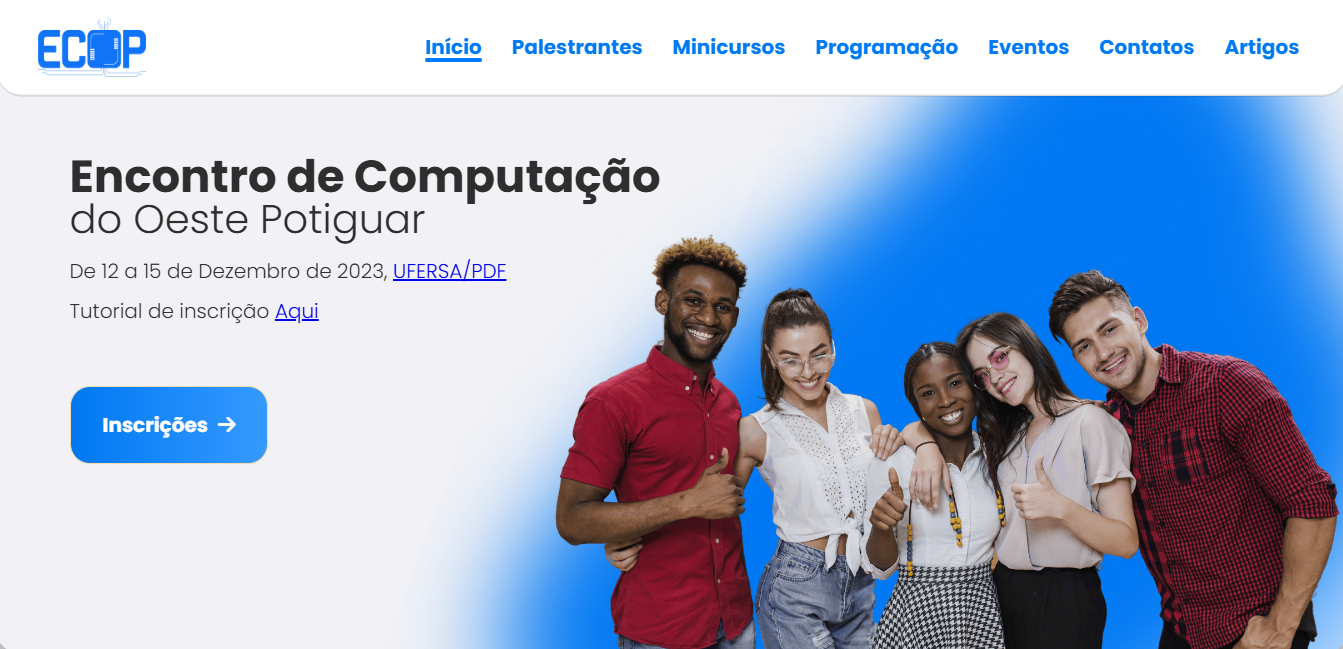 ECOP
Início Palestrantes Minicursos Programação Eventos Contatos Artigos
Encontro de Computação
do Oeste Potiguar
De 12 a 15 de Dezembro de 2023, UFERSA/PDF
Tutorial de inscrição Aqui
Inscrições →